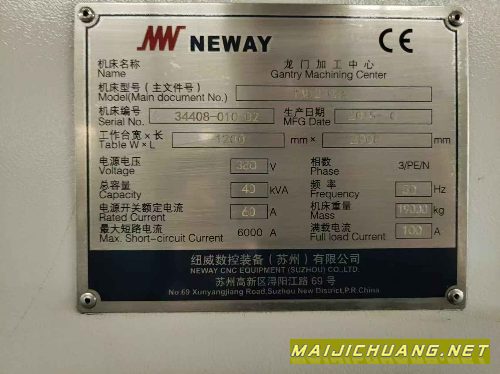 NEWAY CE
机床名称 龙门加工中心
Name Gantry Machining Center
机床型号（主文件号）
Model(Main document No.)
机床编号 34408-010-02 生产日期
Serial No. MFG Date
工作台宽×长 1200 mm× mm
Table W×L
电源电压 380 V 相数 3/PE/N
Voltage Phase
总容量 40 kVA 频率 Hz
Capacity Frequency
电源开关额定电流 60 A 机床重量 19000 kg
Rated Current Mass
最大短路电流 6000 A 满载电流 100 A
Max. Short-circuit Current Full load Current
纽威数控装备（苏州）有限公司
NEWAY CNC EQUIPMENT (SUZHOU) CO.,LTD.
苏州高新区浔阳江路 69 号
No.69 Xunyangjiang Road,Suzhou New District,P.R.China
MAIJICHUANG.NET